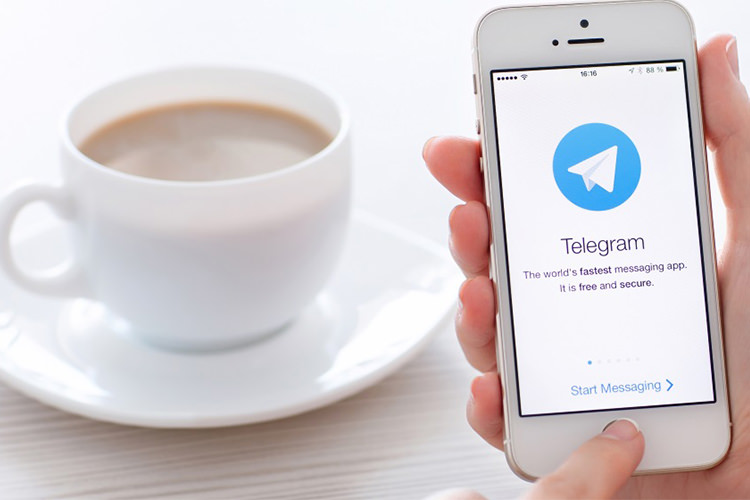 16:16
88 %
Telegram
The world's fastest messaging app.
It is free and secure.
Start Messaging